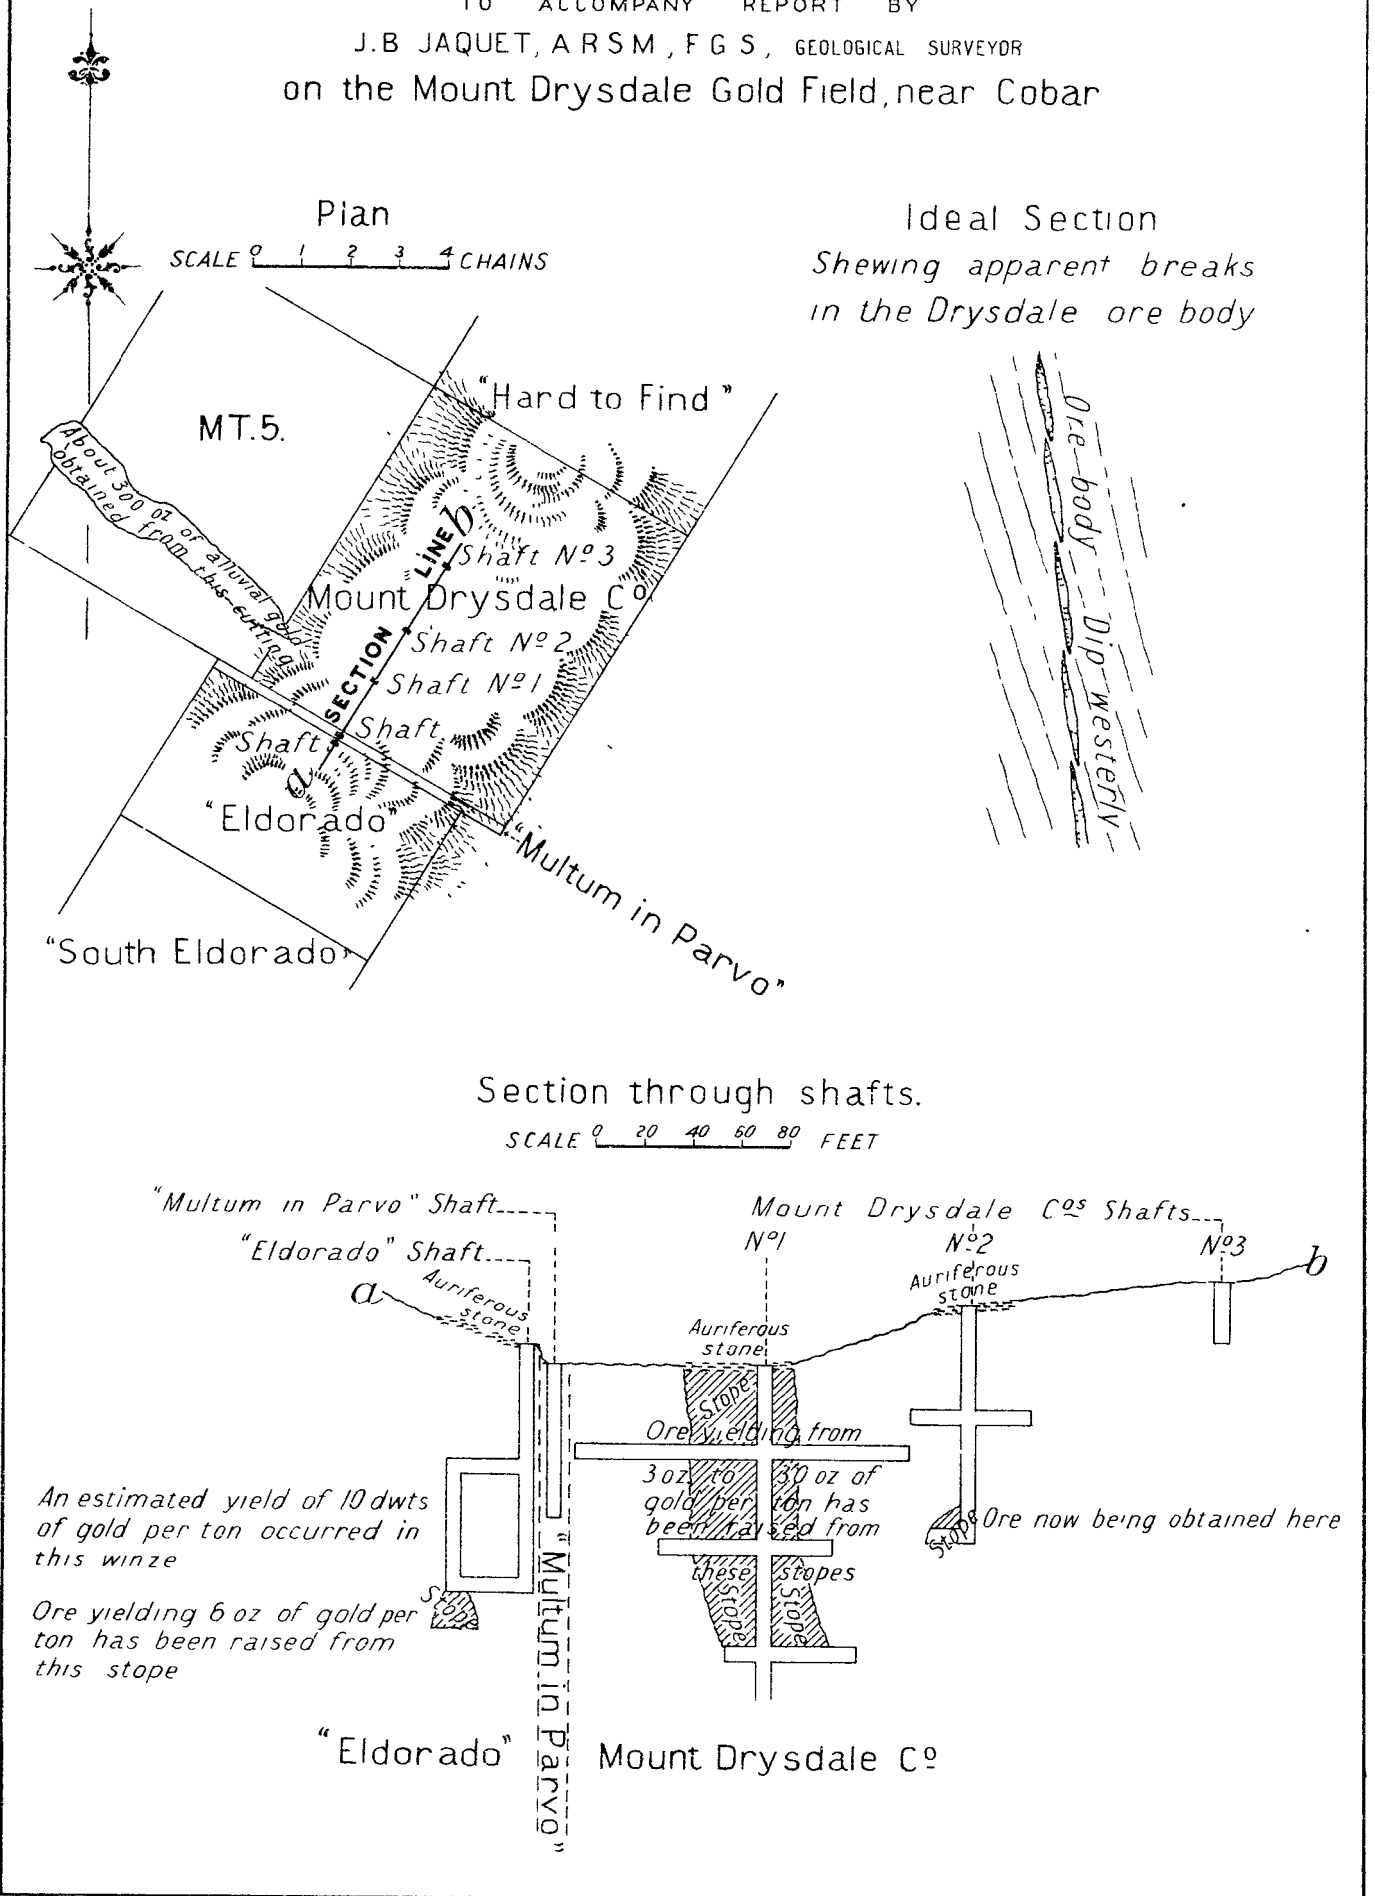 TO ACCOMPANY REPORT BY
J.B JAQUET, A R S M, F G S, GEOLOGICAL SURVEYOR
on the Mount Drysdale Gold Field, near Cobar
Plan
SCALE 0 1 2 3 4 CHAINS
Ideal Section
Shewing apparent breaks
in the Drysdale ore body
MT. 5.
"Hard to Find"
About 300 oz of alluvial gold
obtained from this cutting
SECTION LINE
a
b
Shaft Nº 3
Mount Drysdale Cº
Shaft Nº 2
Shaft Nº 1
Shaft
Shaft
"Eldorado"
"Multum in Parvo"
"South Eldorado"
Ore body
Dip westerly
Section through shafts.
SCALE 0 20 40 60 80 FEET
"Multum in Parvo" Shaft
"Eldorado" Shaft
Mount Drysdale Cºs Shafts
Nº1
Nº2
Nº3
a
b
Auriferous
stone
Auriferous
stone
Auriferous
stone
Stope
Ore yielding from
3 oz to 30 oz of
gold per ton has
been raised from
these stopes
Stope
Stope
An estimated yield of 10 dwts
of gold per ton occurred in
this winze
Stope
Ore yielding 6 oz of gold per
ton has been raised from
this stope
Stope
Ore now being obtained here
"Multum in Parvo"
"Eldorado"
Mount Drysdale Cº